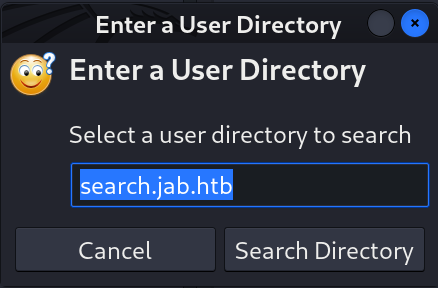 Enter a User Directory
Enter a User Directory
Select a user directory to search
search.jab.htb
Cancel
Search Directory